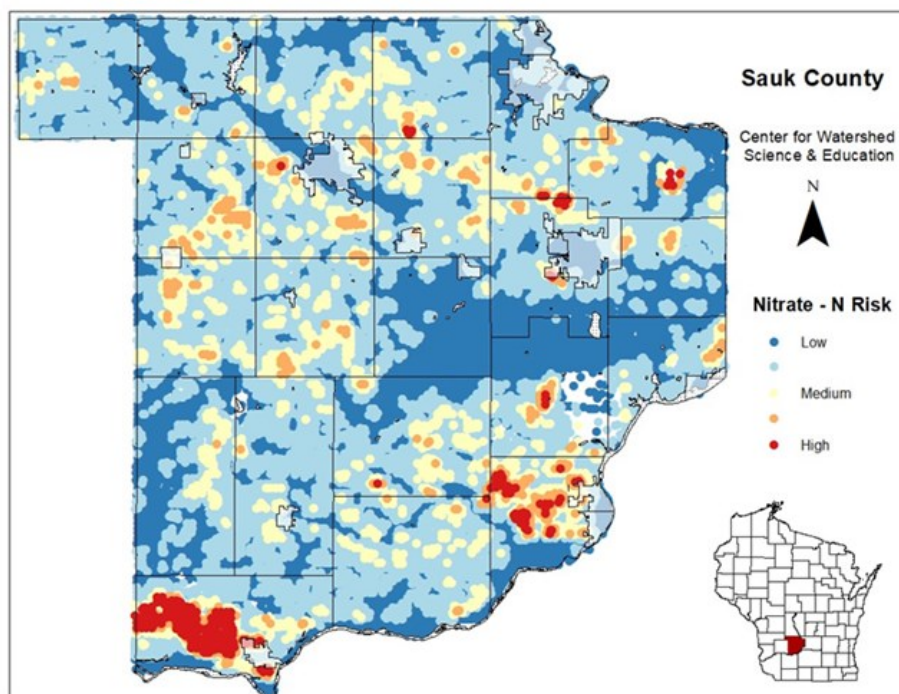 Sauk County
Center for Watershed
Science & Education
N
Nitrate - N Risk
Low
Medium
High